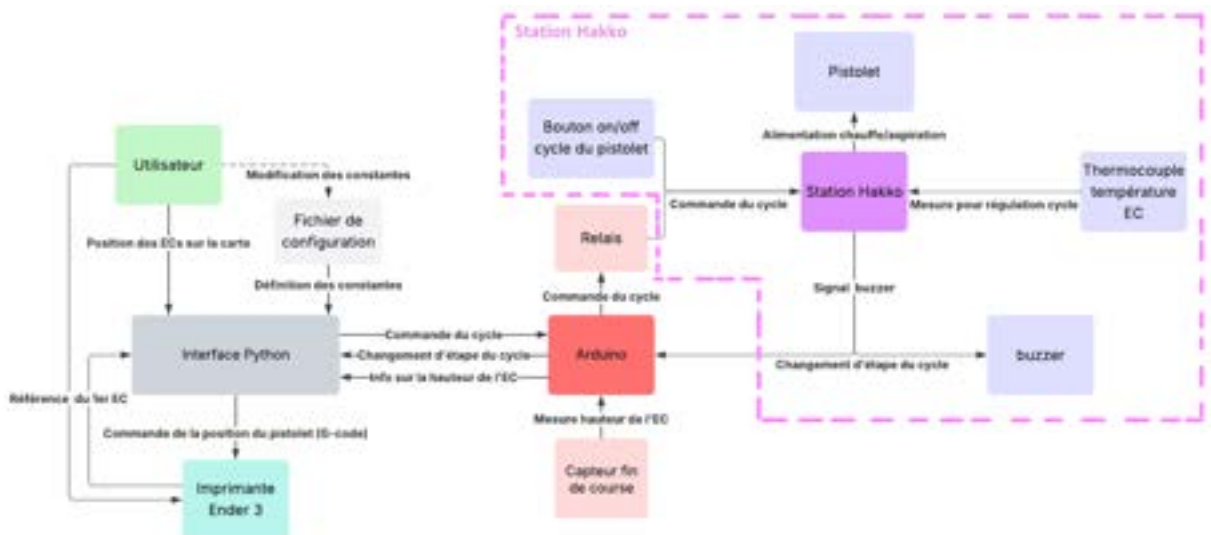 Station Hakko
Pistolet
Bouton on/off
cycle du pistolet
Alimentation chauffe/aspiration
Utilisateur
Modification des constantes
Station Hakko
Thermocouple
température
EC
Commande du cycle
Mesure pour régulation cycle
Fichier de
configuration
Relais
Position des ECs sur la carte
Définition des constantes
Signal buzzer
Commande du cycle
Interface Python
Commande du cycle
Changement d'étape du cycle
Info sur la hauteur de l'EC
Arduino
Changement d'étape du cycle
buzzer
Référence du 1er EC
Mesure hauteur de l'EC
Commande de la position du pistolet (G-code)
Capteur fin
de course
Imprimante
Ender 3